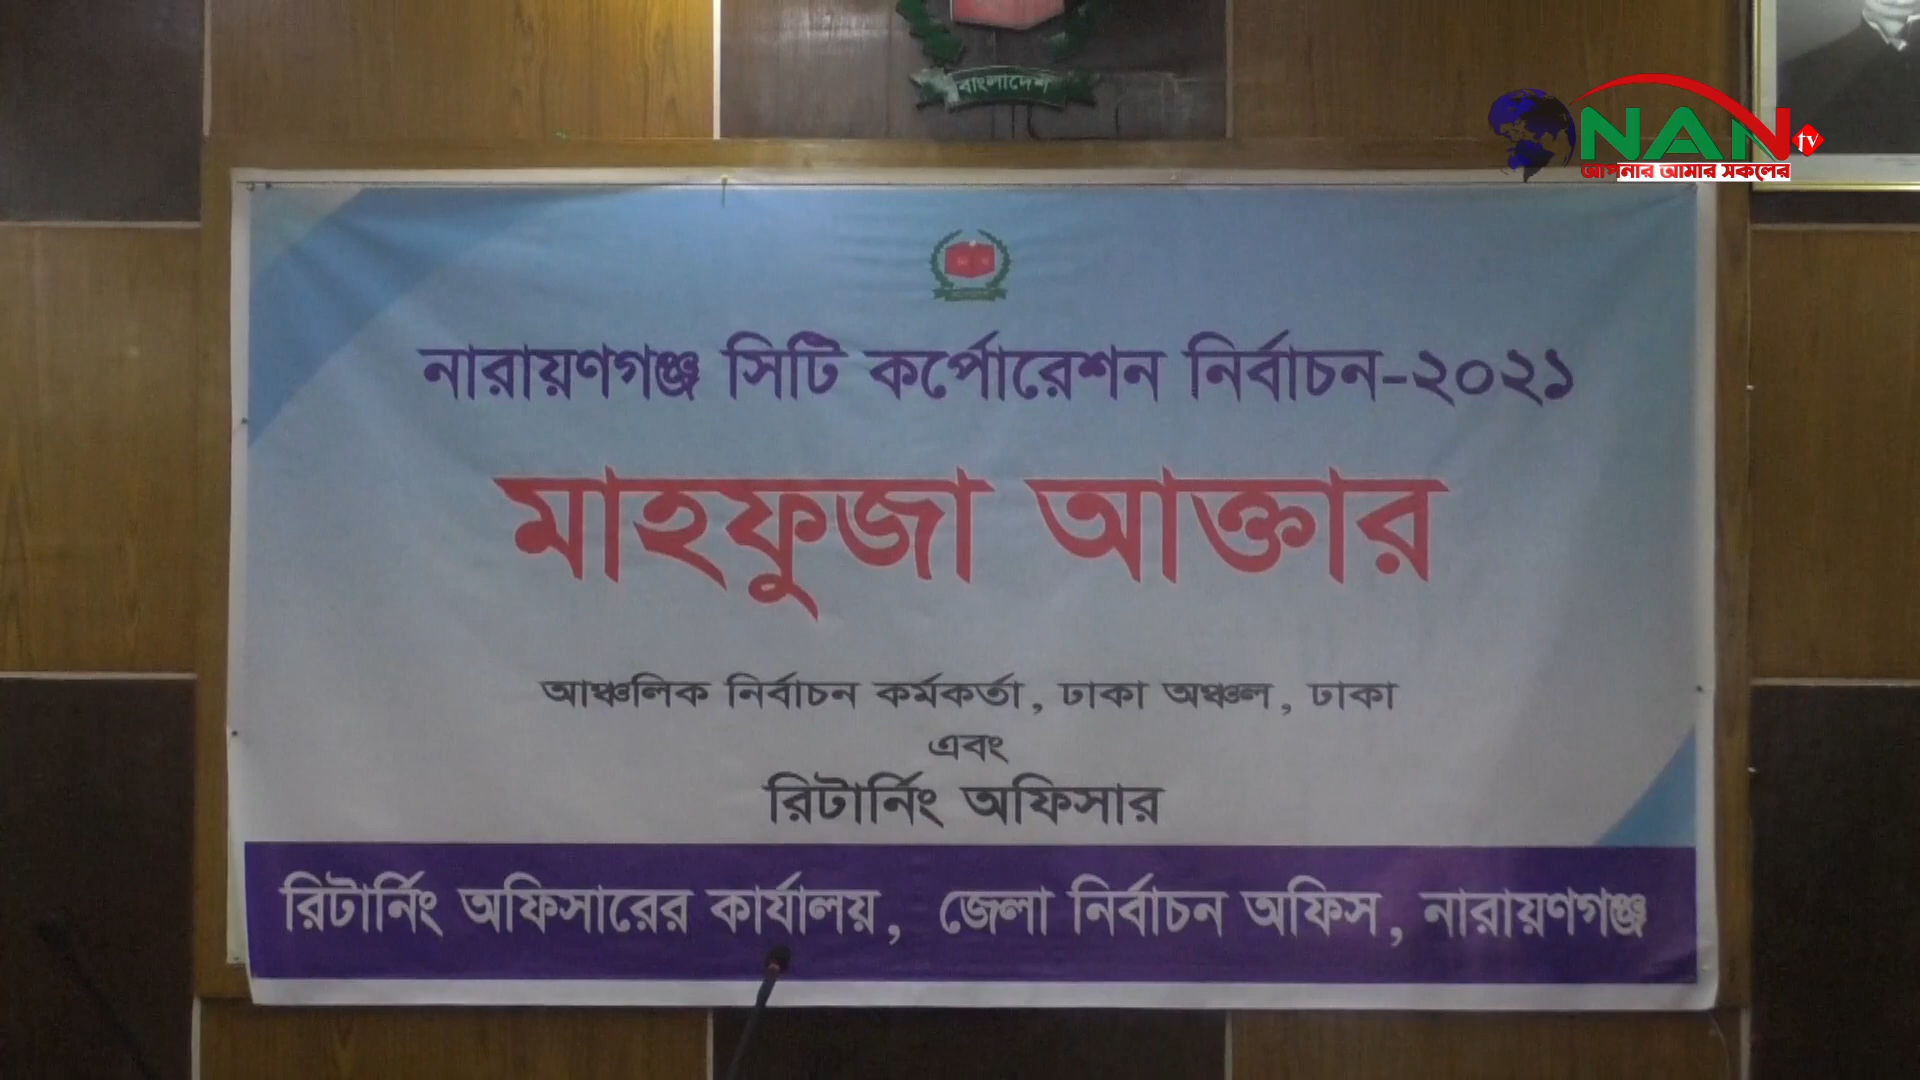 বাংলাদেশ
NAN tv
আপনার আমার সকলের
নারায়ণগঞ্জ সিটি কর্পোরেশন নির্বাচন-২০২১
মাহফুজা আক্তার
আঞ্চলিক নির্বাচন কর্মকর্তা, ঢাকা অঞ্চল, ঢাকা
এবং
রিটার্নিং অফিসার
রিটার্নিং অফিসারের কার্যালয়, জেলা নির্বাচন অফিস, নারায়ণগঞ্জ